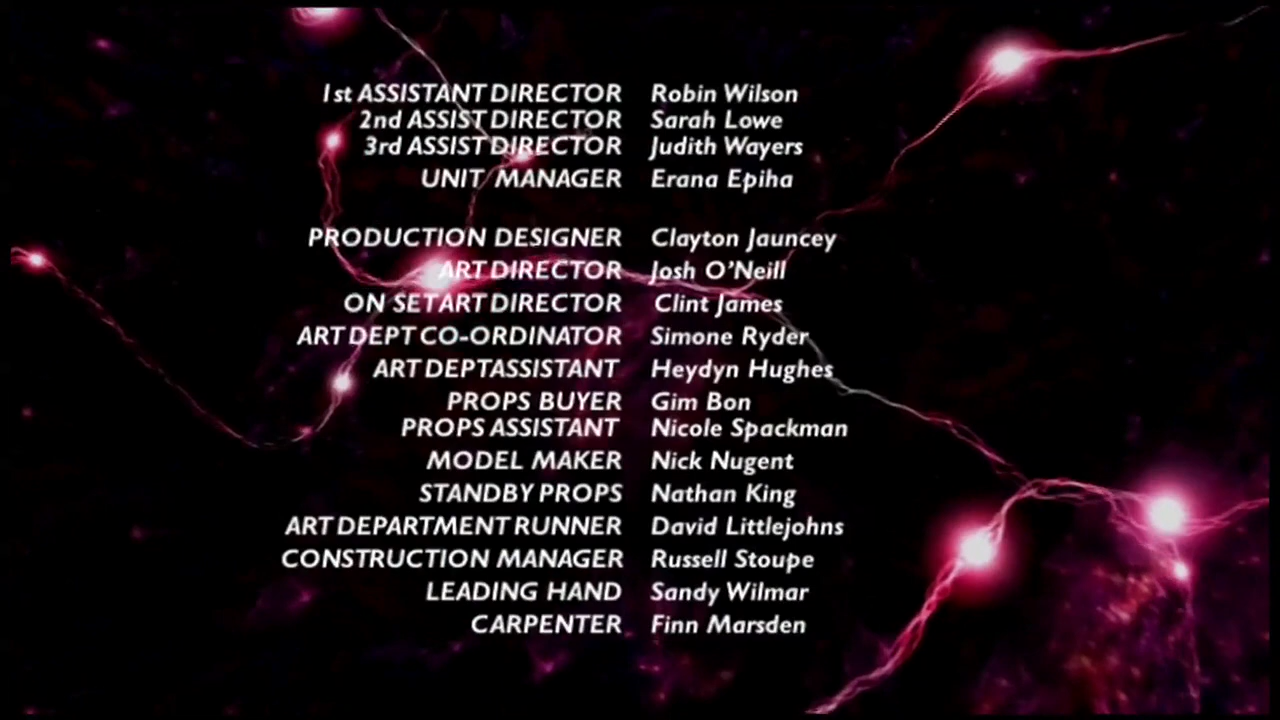 1st ASSISTANT DIRECTOR Robin Wilson
2nd ASSIST DIRECTOR Sarah Lowe
3rd ASSIST DIRECTOR Judith Wayers
UNIT MANAGER Erana Epiha
PRODUCTION DESIGNER Clayton Jauncey
ART DIRECTOR Josh O'Neill
ON SET ART DIRECTOR Clint James
ART DEPT CO-ORDINATOR Simone Ryder
ART DEPT ASSISTANT Heydyn Hughes
PROPS BUYER Gim Bon
PROPS ASSISTANT Nicole Spackman
MODEL MAKER Nick Nugent
STANDBY PROPS Nathan King
ART DEPARTMENT RUNNER David Littlejohns
CONSTRUCTION MANAGER Russell Stoupe
LEADING HAND Sandy Wilmar
CARPENTER Finn Marsden